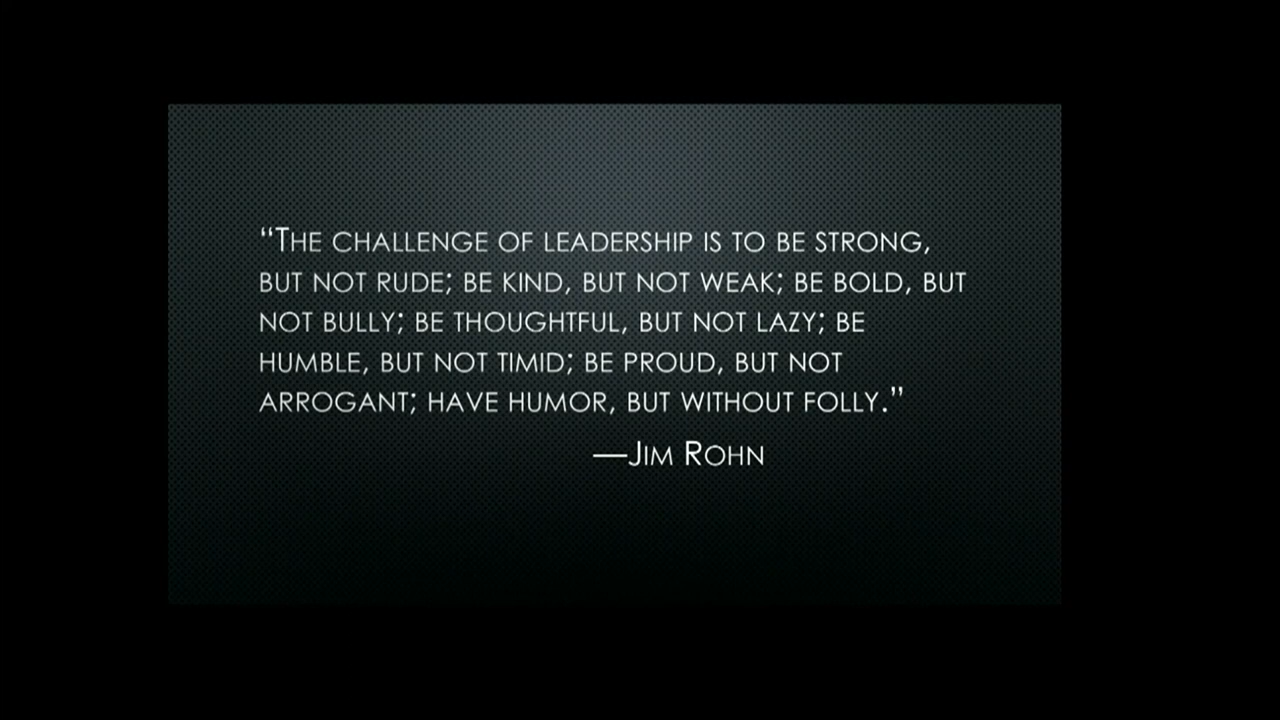 “The challenge of leadership is to be strong,
but not rude; be kind, but not weak; be bold, but
not bully; be thoughtful, but not lazy; be
humble, but not timid; be proud, but not
arrogant; have humor, but without folly.”
—Jim Rohn